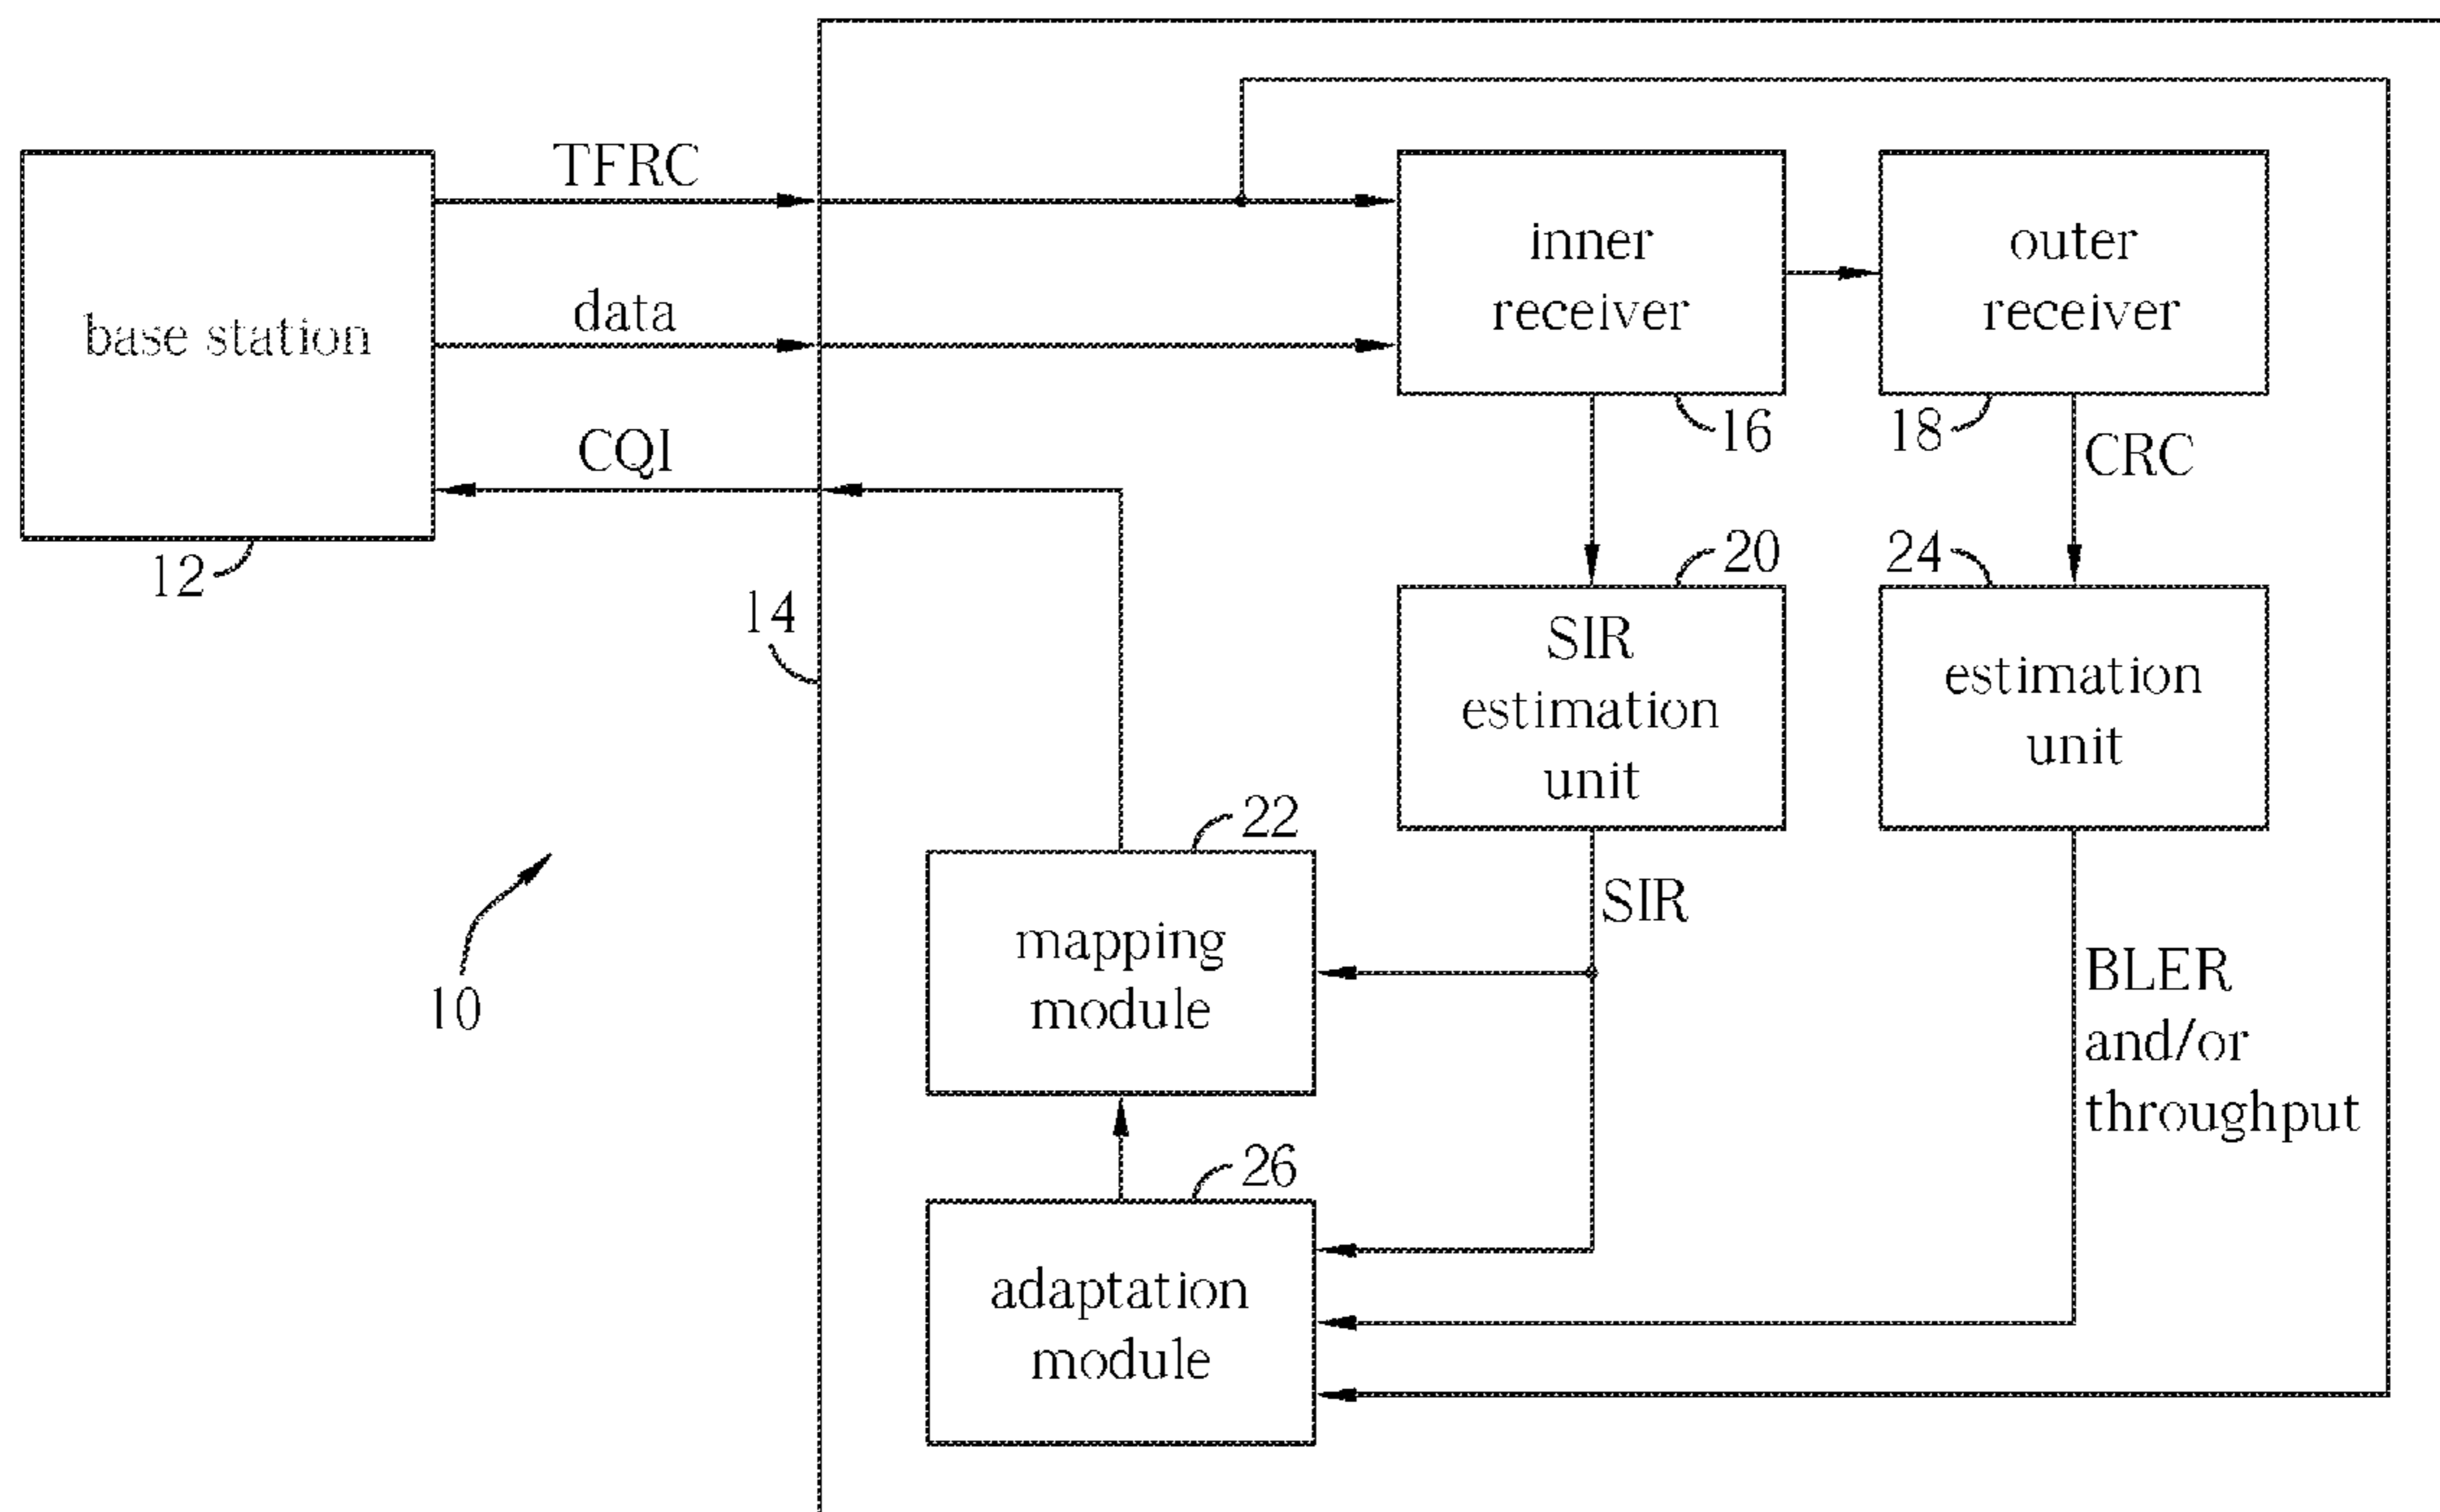 TFRC
base station
data
CQI
12
14
10
inner
receiver
16
outer
receiver
18
CRC
20
SIR
estimation
unit
24
estimation
unit
22
mapping
module
SIR
BLER
and/or
throughput
26
adaptation
module